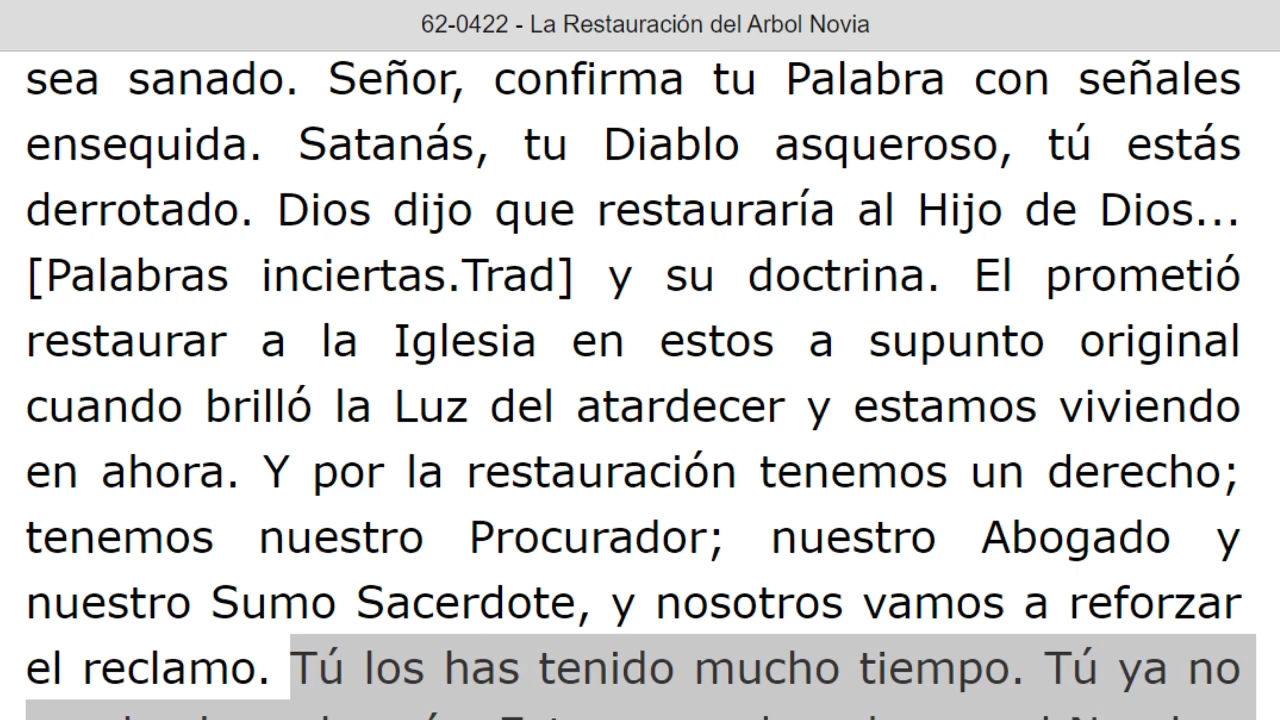 62-0422 - La Restauración del Arbol Novia
sea sanado. Señor, confirma tu Palabra con señales
ensequida. Satanás, tu Diablo asqueroso, tú estás
derrotado. Dios dijo que restauraría al Hijo de Dios...
[Palabras inciertas.Trad] y su doctrina. El prometió
restaurar a la Iglesia en estos a supunto original
cuando brilló la Luz del atardecer y estamos viviendo
en ahora. Y por la restauración tenemos un derecho;
tenemos nuestro Procurador; nuestro Abogado y
nuestro Sumo Sacerdote, y nosotros vamos a reforzar
el reclamo. Tú los has tenido mucho tiempo. Tú ya no